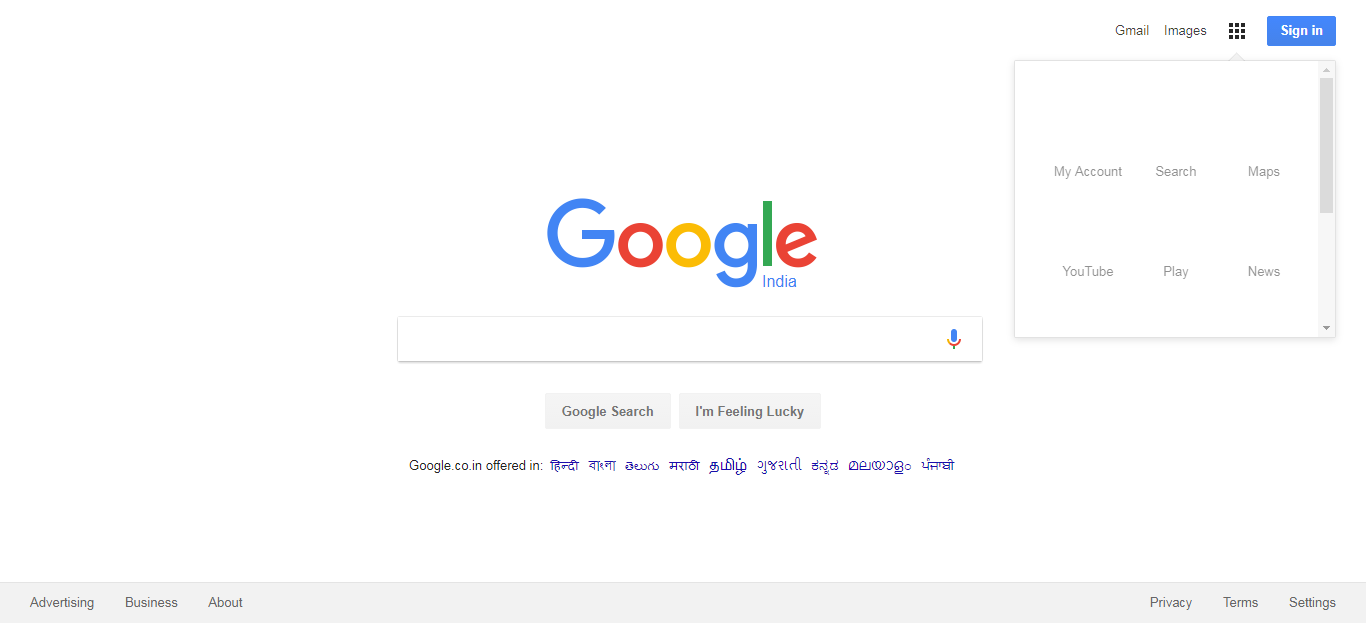 Gmail Images Sign in
My Account Search Maps
YouTube Play News
Google
India
Google Search I'm Feeling Lucky
Google.co.in offered in: हिन्दी বাংলা తెలుగు मराठी தமிழ் ગુજરાતી ಕನ್ನಡ മലയാളം ਪੰਜਾਬੀ
Advertising Business About Privacy Terms Settings